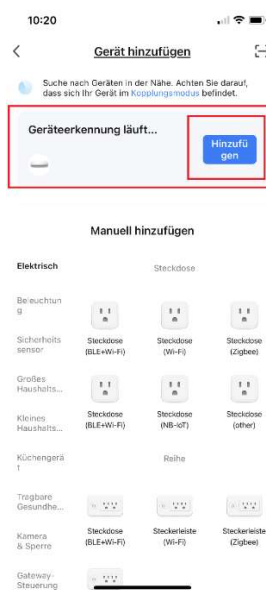 10:20
Gerät hinzufügen
Suche nach Geräten in der Nähe. Achten Sie darauf,
dass sich Ihr Gerät im Kopplungsmodus befindet.
Geräteerkennung läuft...
Hinzufü
gen
Manuell hinzufügen
Elektrisch
Steckdose
Beleuchtun
g
Sicherheits
sensor
Steckdose
(BLE+Wi-Fi)
Steckdose
(Wi-Fi)
Steckdose
(Zigbee)
Großes
Haushalts...
Kleines
Haushalts...
Steckdose
(BLE+Wi-Fi)
Steckdose
(NB-IoT)
Steckdose
(other)
Küchengerä
t
Reihe
Tragbare
Gesundhe...
Kamera
& Sperre
Steckdose
(BLE+Wi-Fi)
Steckerleiste
(Wi-Fi)
Steckerleiste
(Zigbee)
Gateway-
Steuerung